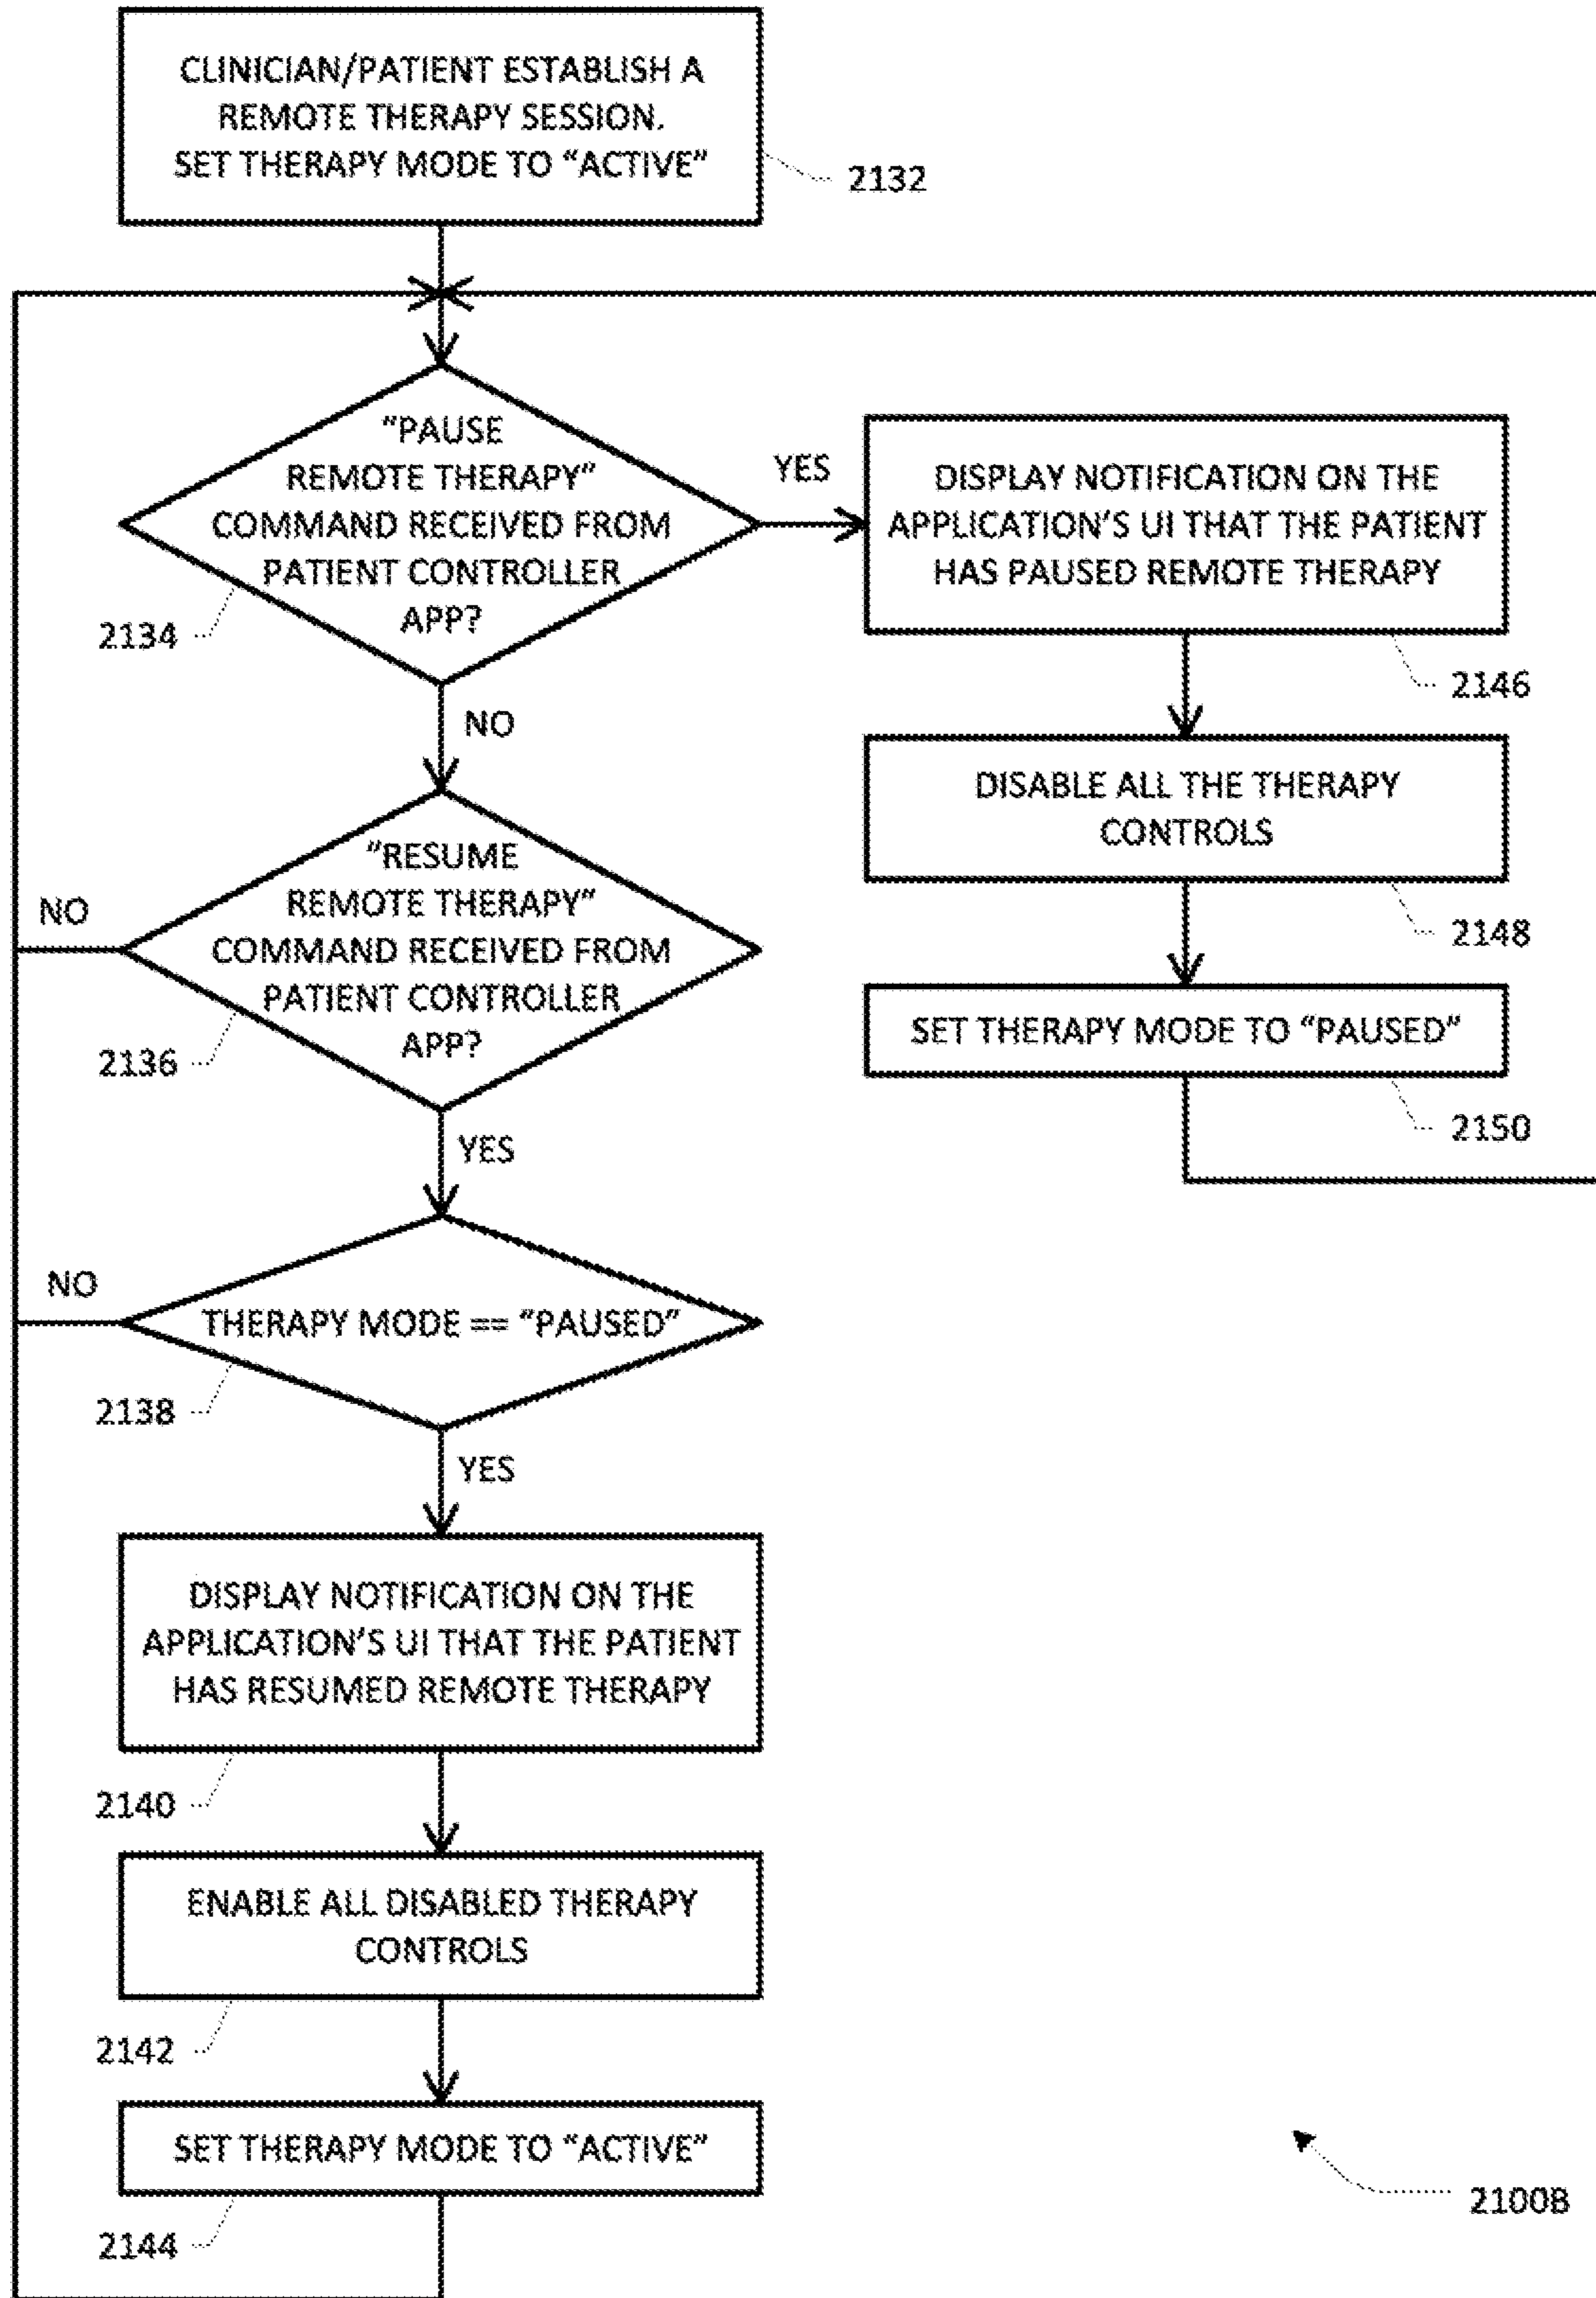 CLINICIAN/PATIENT ESTABLISH A
REMOTE THERAPY SESSION.
SET THERAPY MODE TO “ACTIVE”
2132
“PAUSE
REMOTE THERAPY”
COMMAND RECEIVED FROM
PATIENT CONTROLLER
APP?
2134
YES
DISPLAY NOTIFICATION ON THE
APPLICATION’S UI THAT THE PATIENT
HAS PAUSED REMOTE THERAPY
2146
NO
DISABLE ALL THE THERAPY
CONTROLS
2148
“RESUME
REMOTE THERAPY”
COMMAND RECEIVED FROM
PATIENT CONTROLLER
APP?
2136
NO
SET THERAPY MODE TO “PAUSED”
2150
YES
THERAPY MODE == “PAUSED”
2138
NO
YES
DISPLAY NOTIFICATION ON THE
APPLICATION’S UI THAT THE PATIENT
HAS RESUMED REMOTE THERAPY
2140
ENABLE ALL DISABLED THERAPY
CONTROLS
2142
SET THERAPY MODE TO “ACTIVE”
2144
2100B